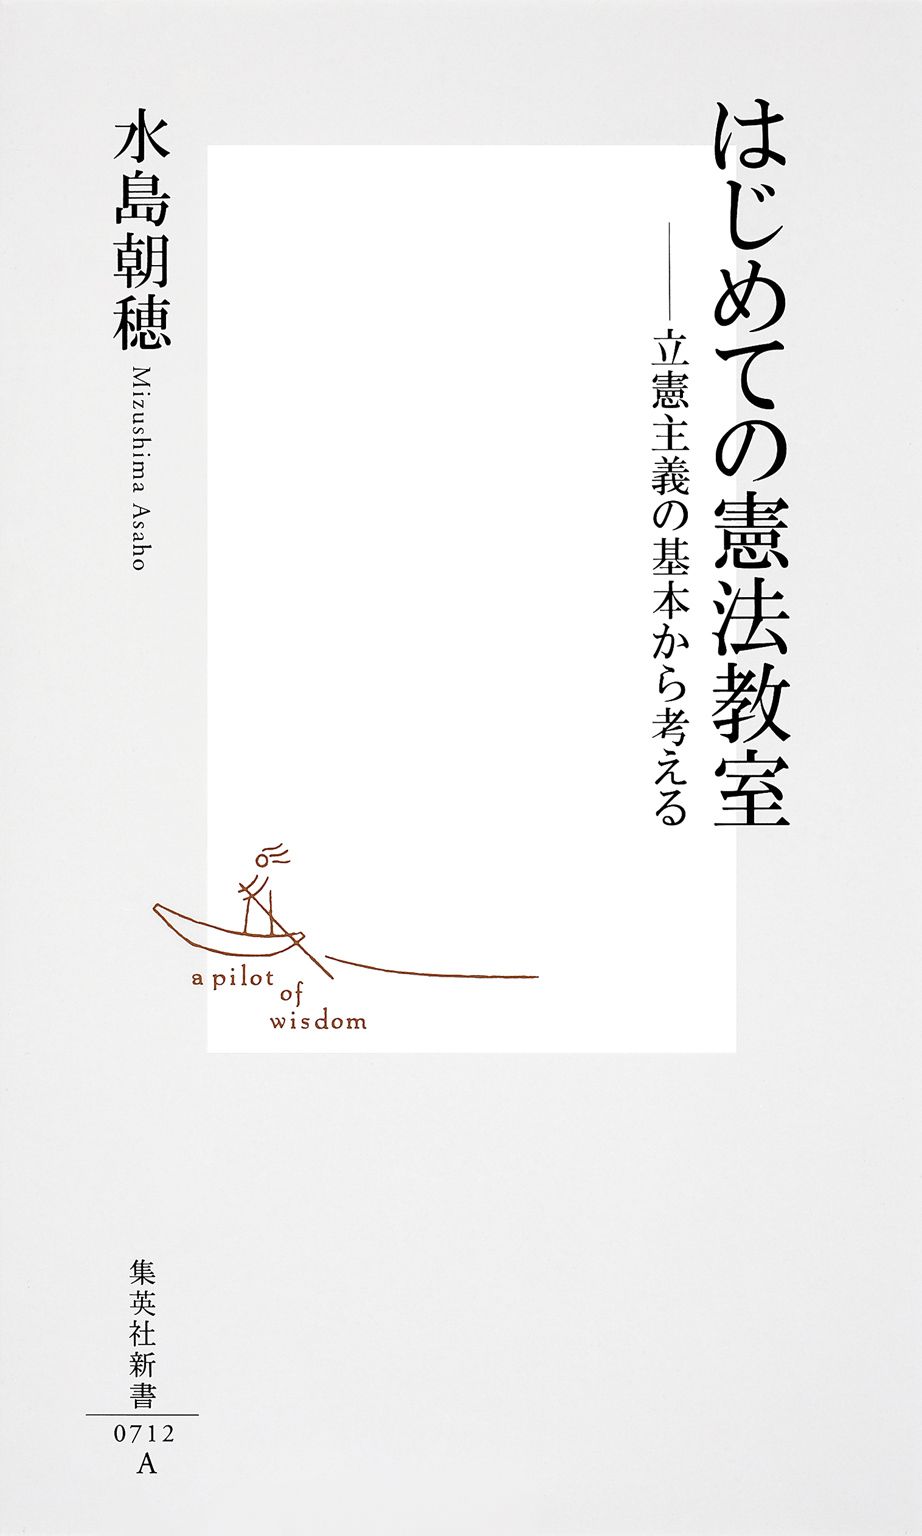 はじめての憲法教室
――立憲主義の基本から考える
水島朝穂
Mizushima Asaho
a pilot
of
wisdom
集英社新書
0712
A